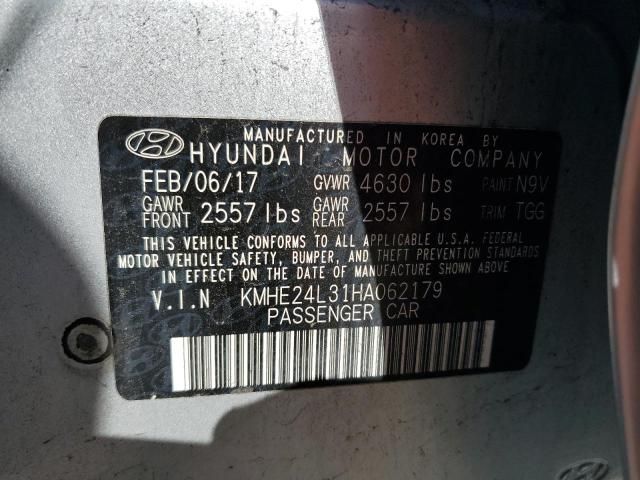 MANUFACTURED IN KOREA BY
HYUNDAI MOTOR COMPANY
FEB/06/17 GVWR 4630 lbs PAINT N9V
GAWR FRONT 2557 lbs GAWR REAR 2557 lbs TRIM TGG
THIS VEHICLE CONFORMS TO ALL APPLICABLE U.S.A. FEDERAL
MOTOR VEHICLE SAFETY, BUMPER, AND THEFT PREVENTION STANDARDS
IN EFFECT ON THE DATE OF MANUFACTURE SHOWN ABOVE
V.I.N KMHE24L31HA062179
PASSENGER CAR